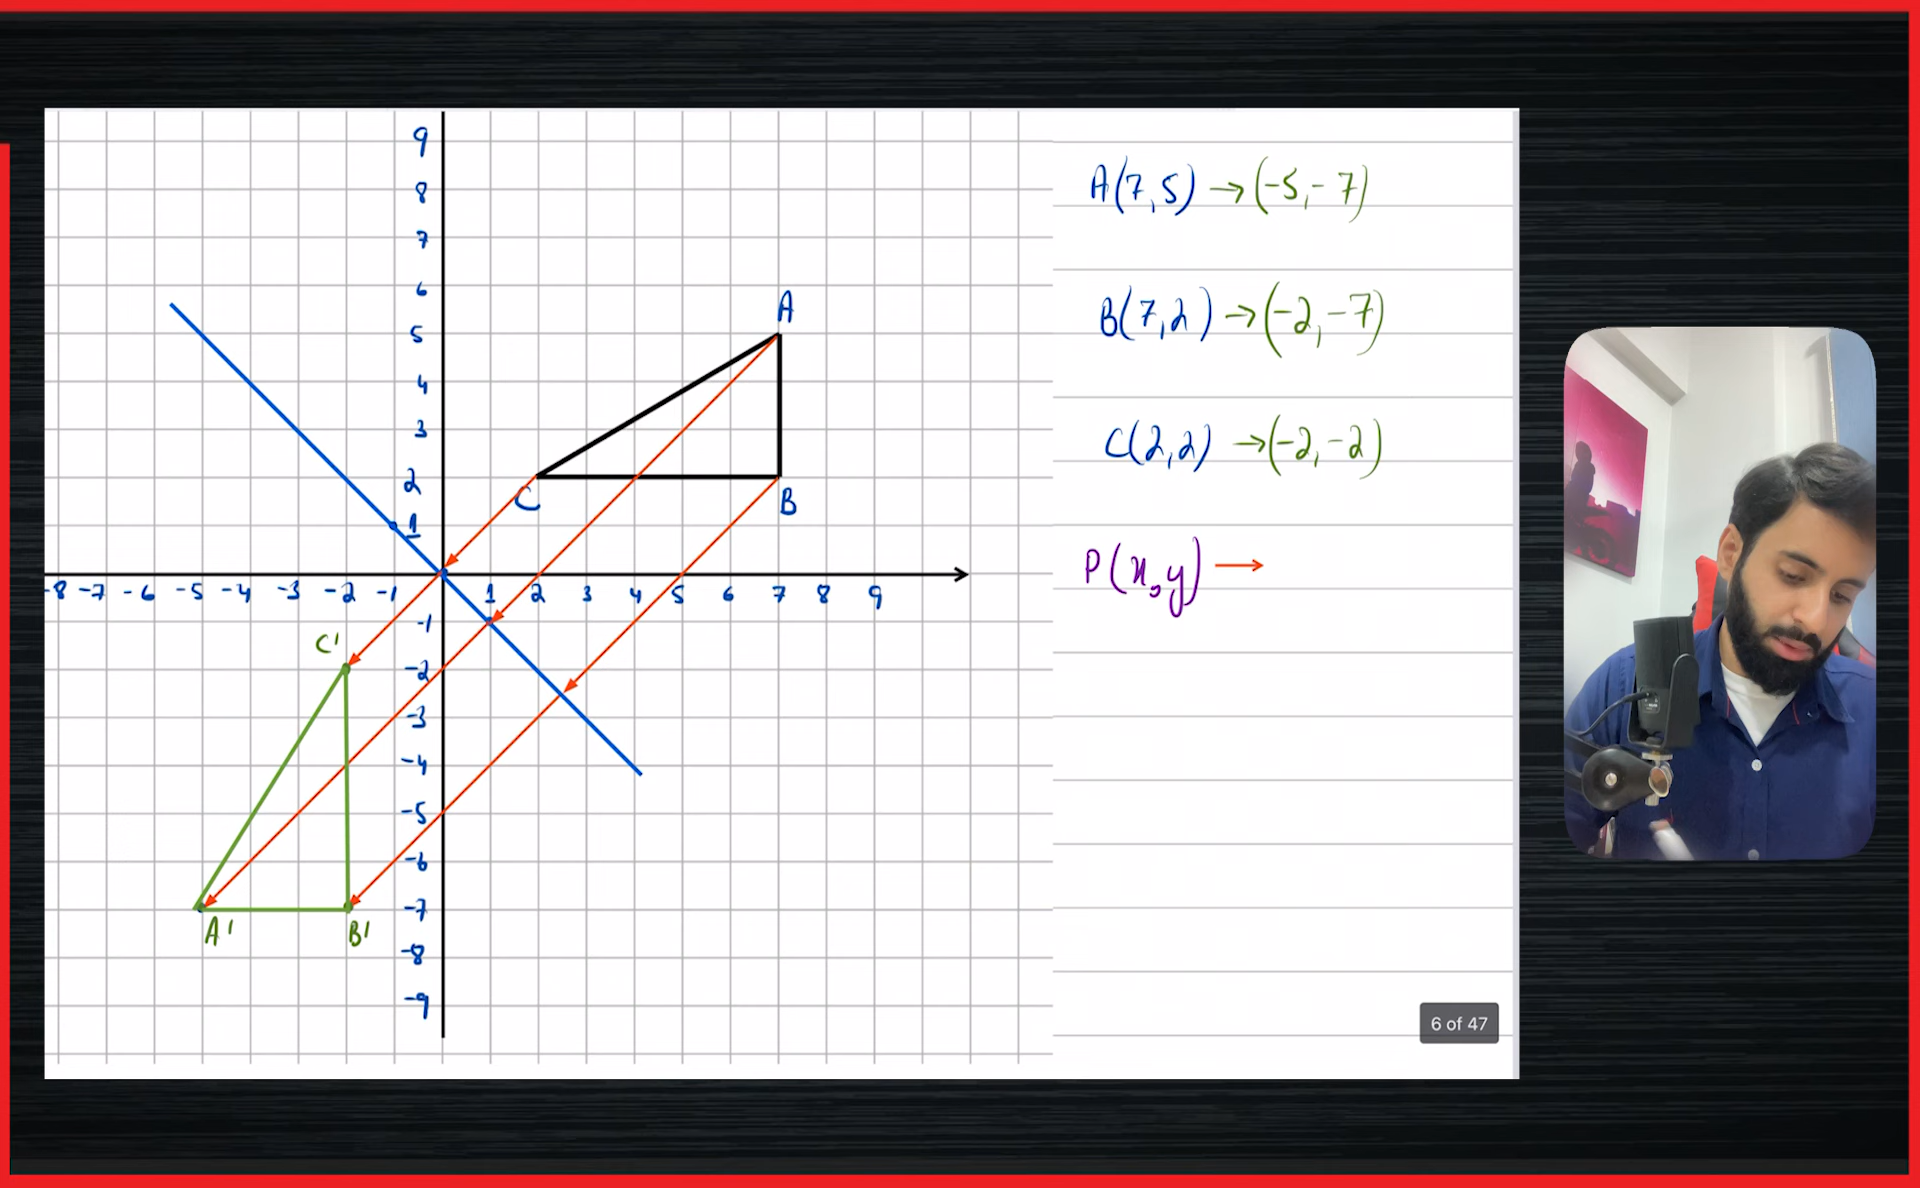 9
8
7
6
A
5
4
3
2
C
B
1
-8 -7 -6 -5 -4 -3 -2 -1 1 2 3 4 5 6 7 8 9
-1
C'
-2
-3
-4
-5
-6
-7
A' B'
-8
-9
A(7,5) → (-5,-7)
B(7,2) → (-2,-7)
C(2,2) → (-2,-2)
P(x,y) →
6 of 47